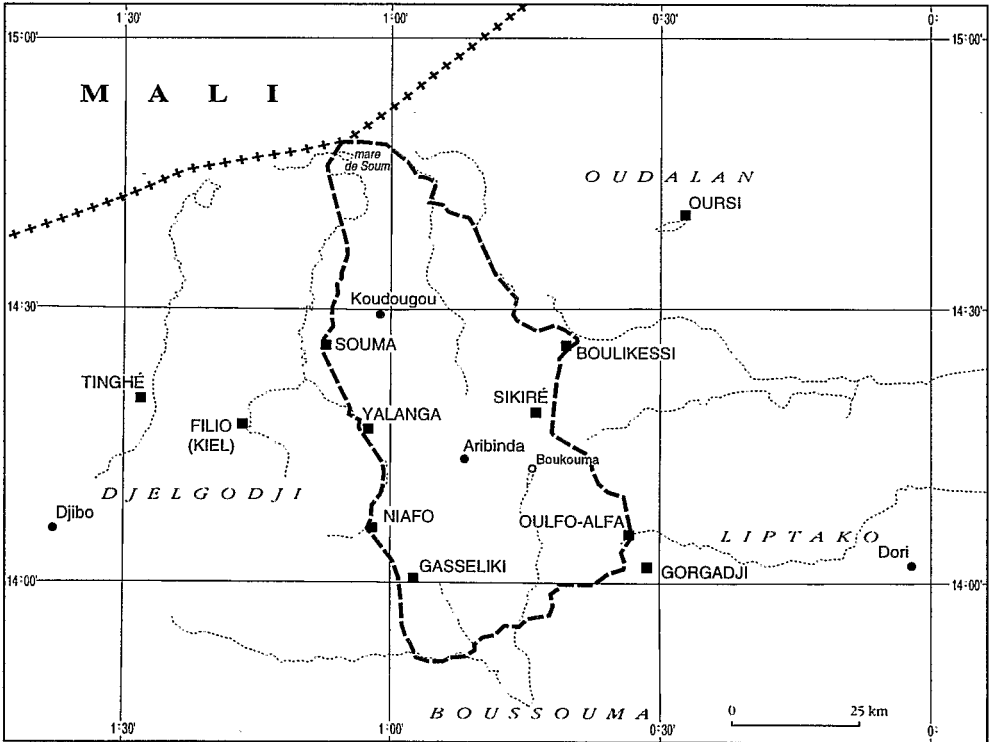 1:30' 1:00' 0:30' 0:
15:00' 15:00'
M A L I
mare
de Soum
O U D A L A N
OURSI
14:30' 14:30'
Koudougou
SOUMA
BOULIKESSI
TINGHÉ
SIKIRÉ
YALANGA
FILIO
(KIEL)
Aribinda
Boukouma
D J E L G O D J I
Djibo
NIAFO
OULFO-ALFA
L I P T A K O
Dori
GASSELIKI
GORGADJI
14:00' 14:00'
B O U S S O U M A
0 25 km
1:30' 1:00' 0:30' 0: